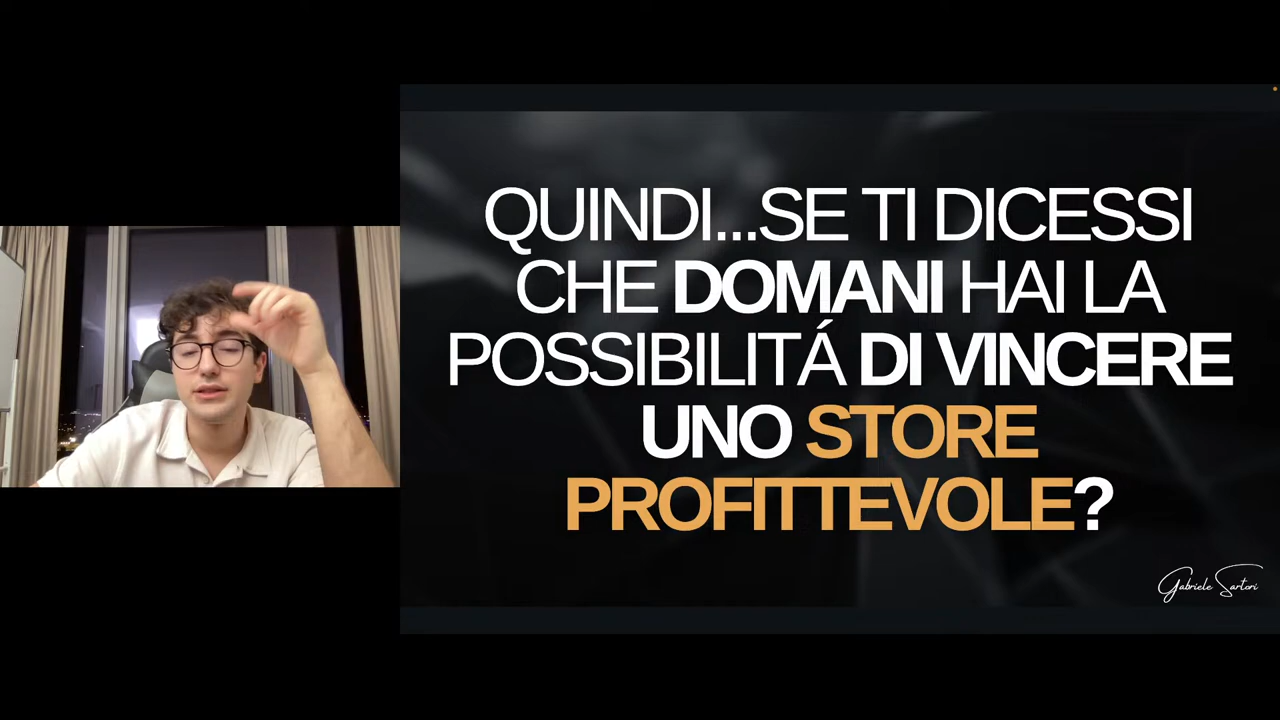 QUINDI...SE TI DICESSI
CHE DOMANI HAI LA
POSSIBILITÁ DI VINCERE
UNO STORE
PROFITTEVOLE?
Gabriele Sartori